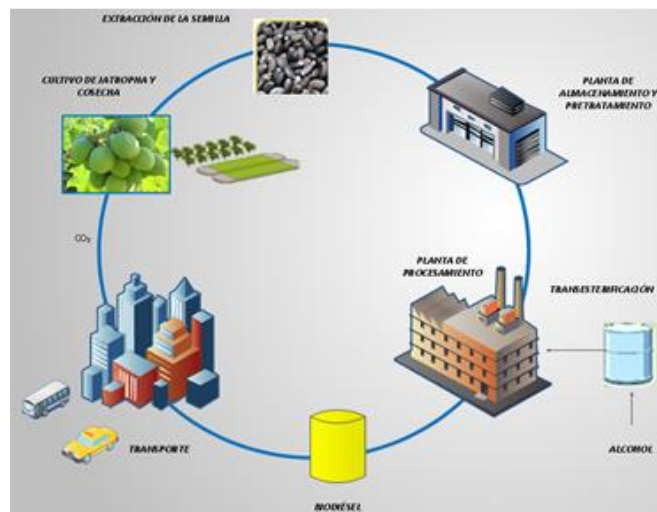 EXTRACCIÓN DE LA SEMILLA
CULTIVO DE JATROPHA Y
COSECHA
PLANTA DE
ALMACENAMIENTO Y
PRETRATAMIENTO
CO₂
PLANTA DE
PROCESAMIENTO
TRANSESTERIFICACIÓN
TRANSPORTE
ALCOHOL
BIODIÉSEL